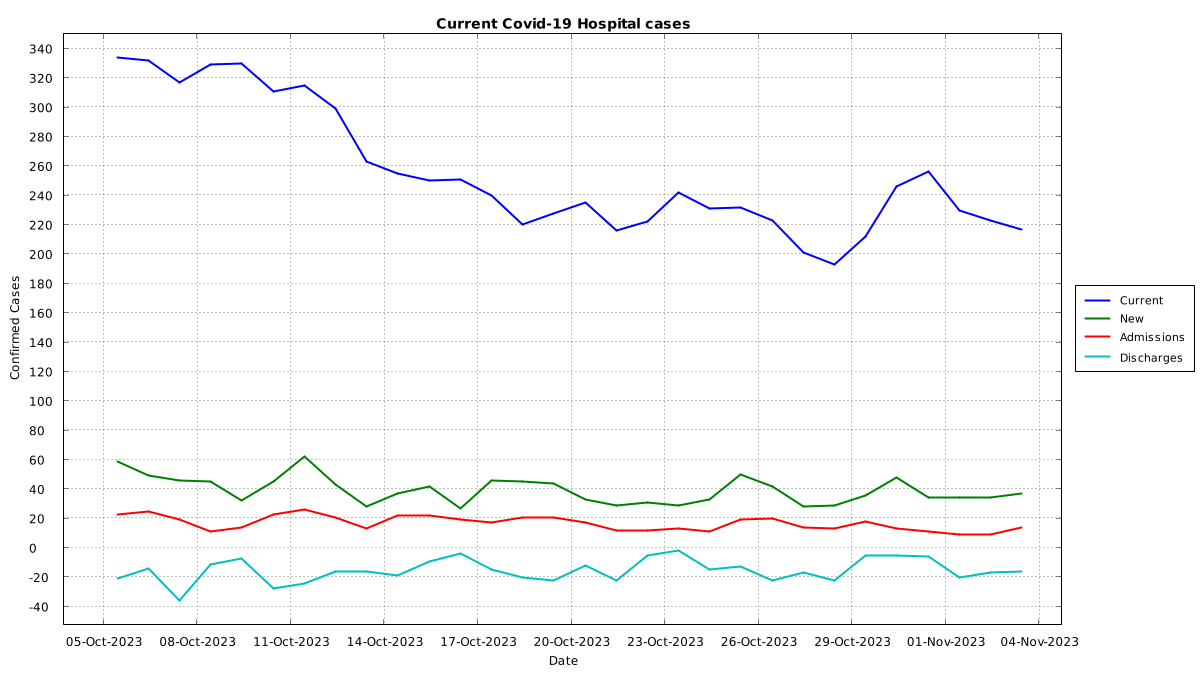 Current Covid-19 Hospital cases
340
320
300
280
260
240
220
200
180
160
140
120
100
80
60
40
20
0
-20
-40
Confirmed Cases
05-Oct-2023 08-Oct-2023 11-Oct-2023 14-Oct-2023 17-Oct-2023 20-Oct-2023 23-Oct-2023 26-Oct-2023 29-Oct-2023 01-Nov-2023 04-Nov-2023
Date
Current
New
Admissions
Discharges